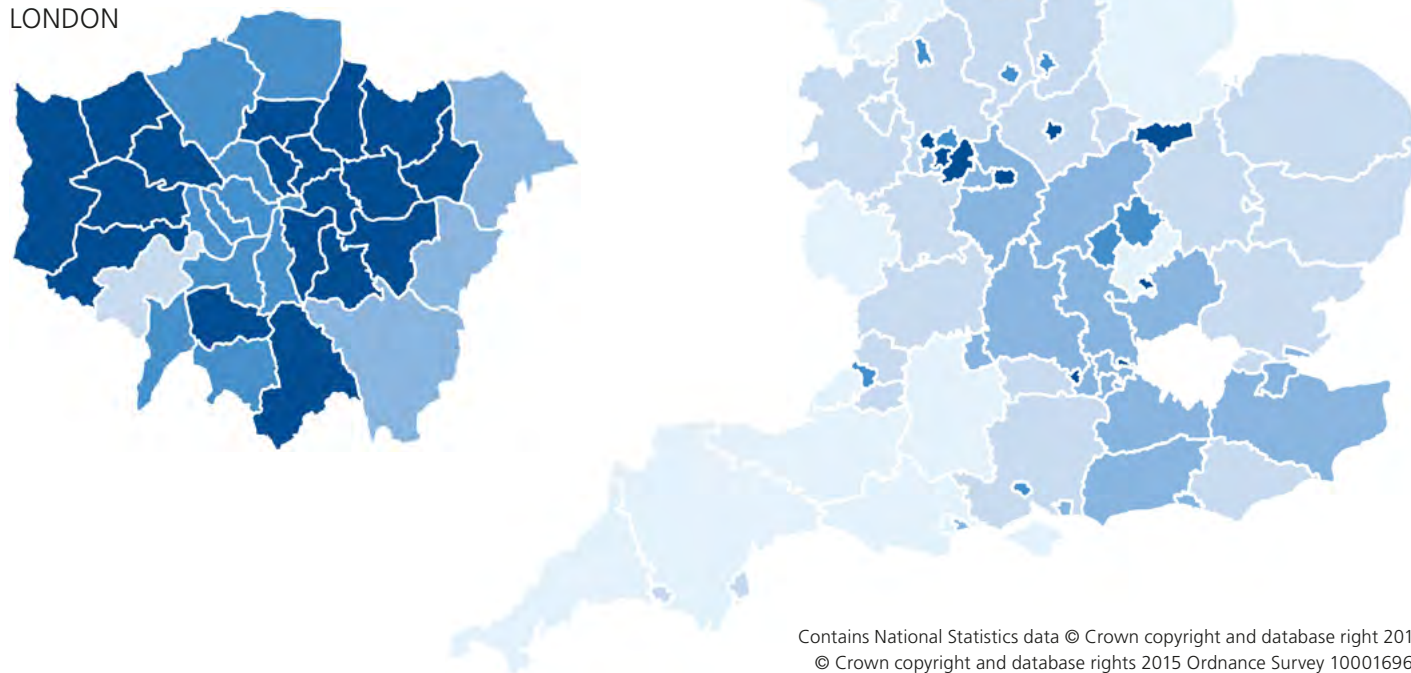 LONDON
Contains National Statistics data © Crown copyright and database right 201
© Crown copyright and database rights 2015 Ordnance Survey 10001696